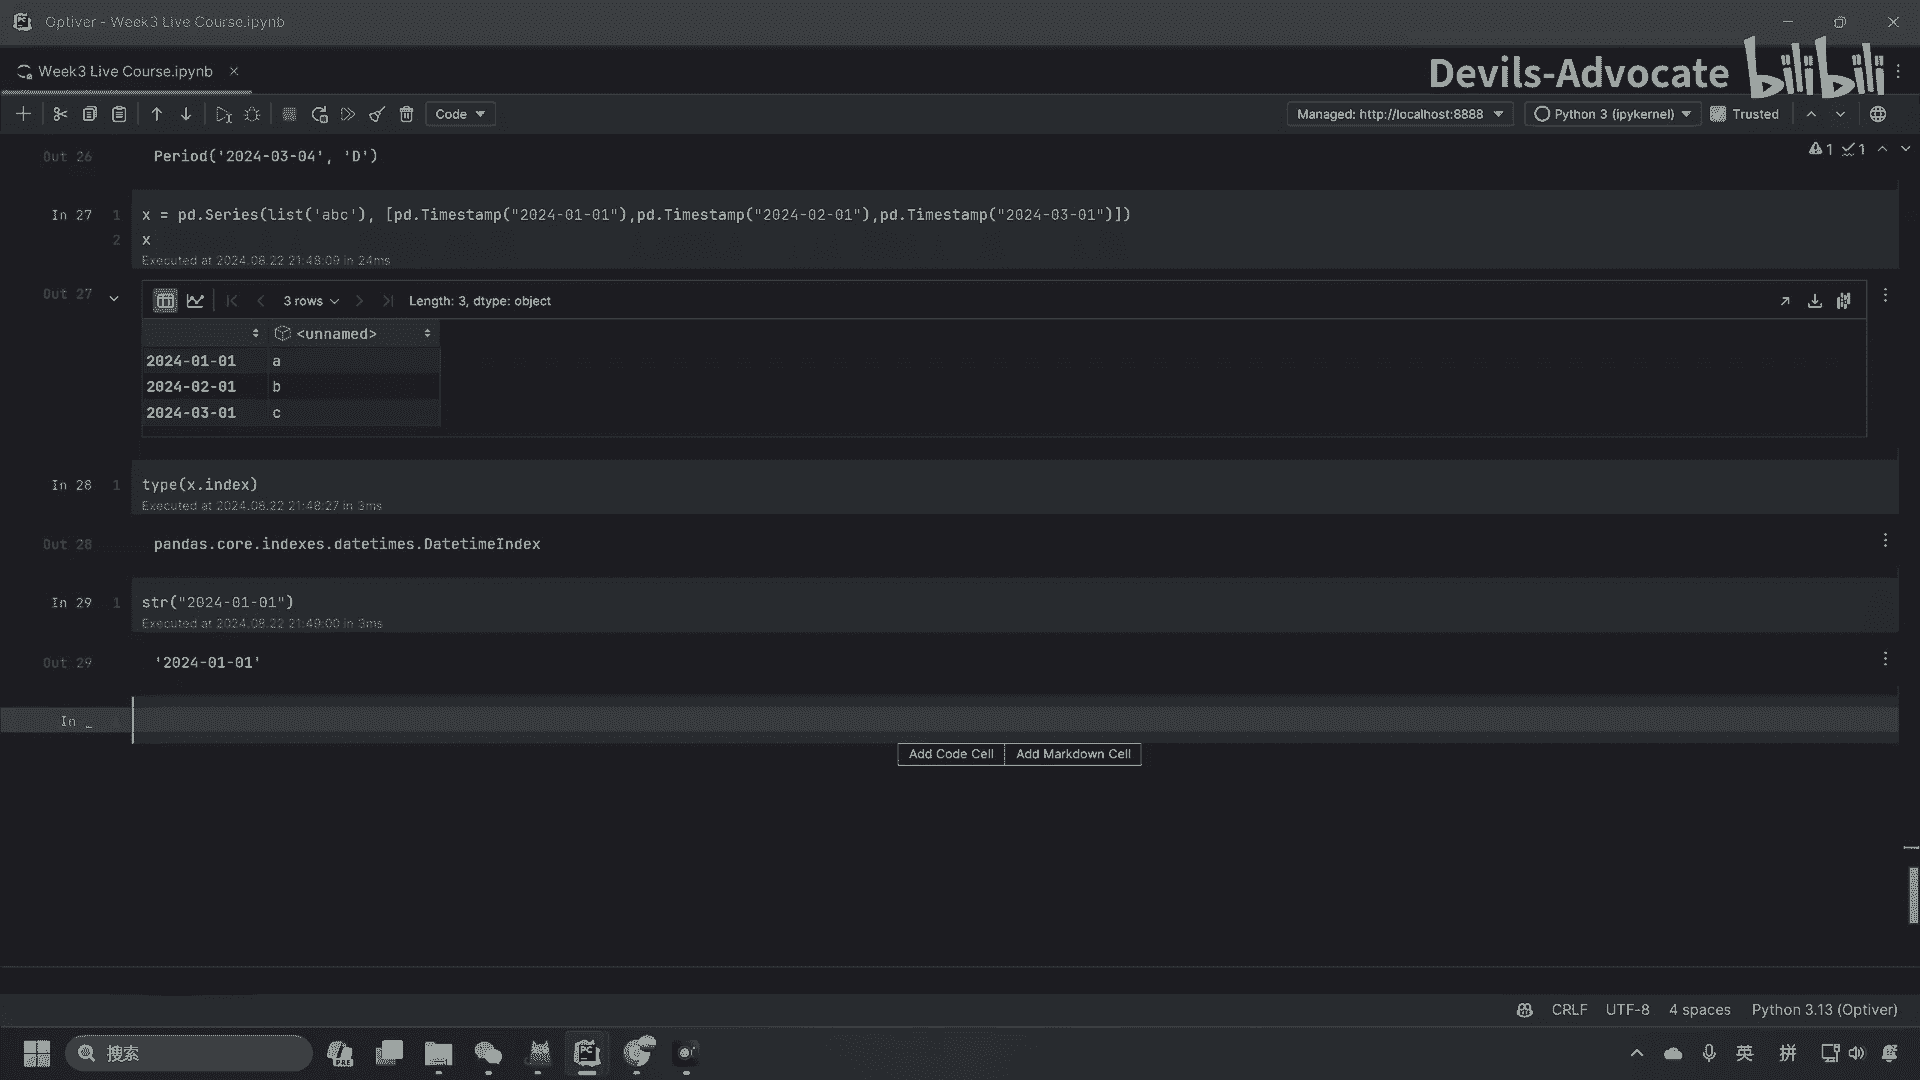 Optiver - Week3 Live Course.ipynb
Week3 Live Course.ipynb
Devils-Advocate bilibili
Code
Managed: http://localhost:8888
Python 3 (ipykernel)
Trusted
Out 26
Period('2024-03-04', 'D')
1 1
In 27
1 x = pd.Series(list('abc'), [pd.Timestamp("2024-01-01"),pd.Timestamp("2024-02-01"),pd.Timestamp("2024-03-01")])
2 x
Executed at 2024.08.22 21:48:09 in 24ms
Out 27
3 rows
Length: 3, dtype: object
<unnamed>
2024-01-01 a
2024-02-01 b
2024-03-01 c
In 28
1 type(x.index)
Executed at 2024.08.22 21:48:27 in 3ms
Out 28
pandas.core.indexes.datetimes.DatetimeIndex
In 29
1 str("2024-01-01")
Executed at 2024.08.22 21:49:00 in 3ms
Out 29
'2024-01-01'
In _
Add Code Cell
Add Markdown Cell
CRLF
UTF-8
4 spaces
Python 3.13 (Optiver)
搜索
PRE
PC
英
拼